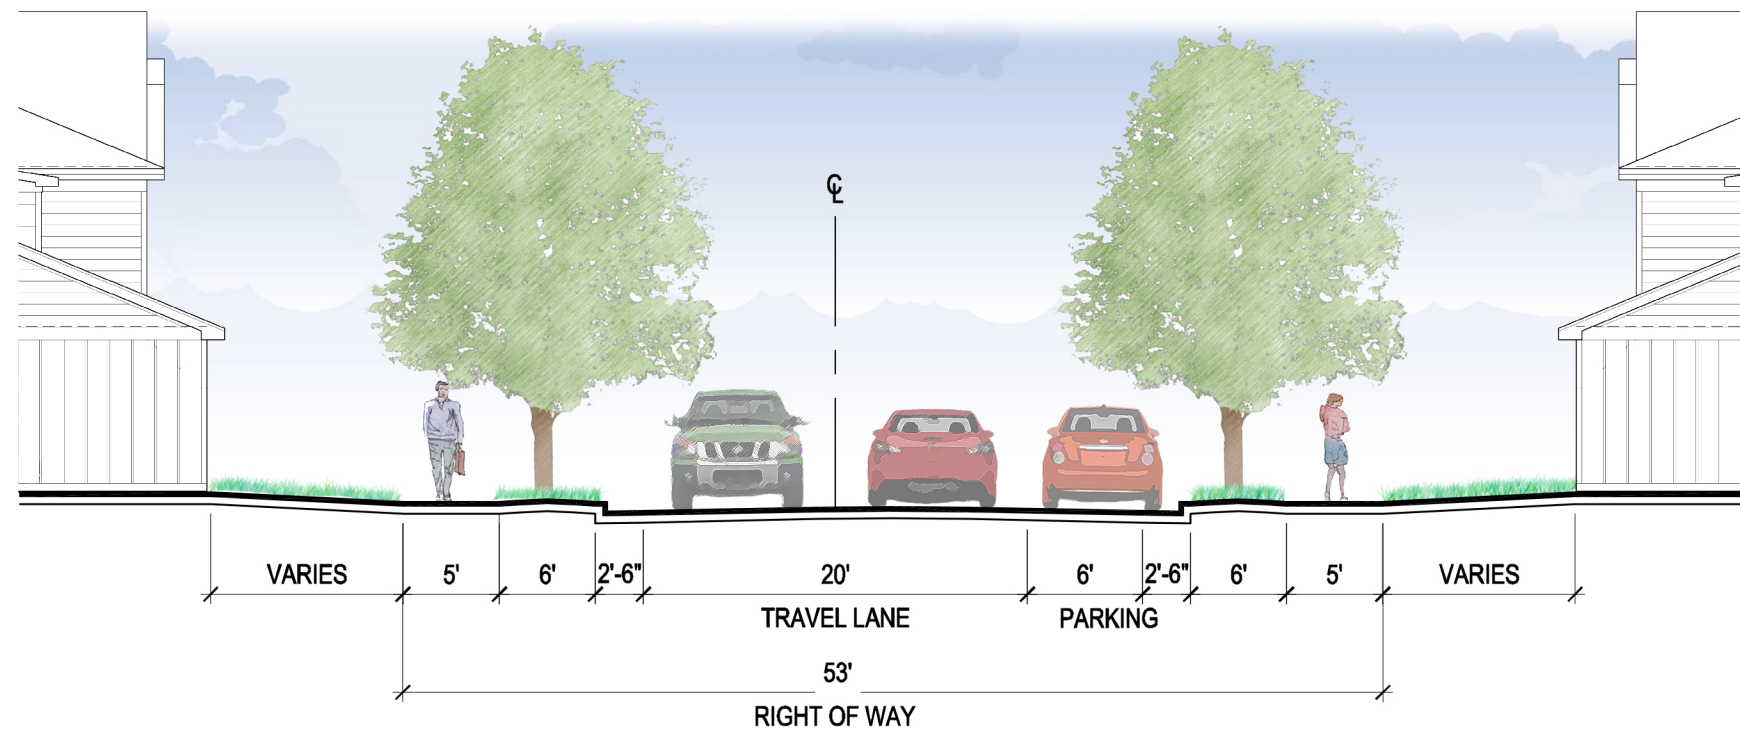 ℄
VARIES 5' 6' 2'-6" 20' 6' 2'-6" 6' 5' VARIES
TRAVEL LANE PARKING
53'
RIGHT OF WAY